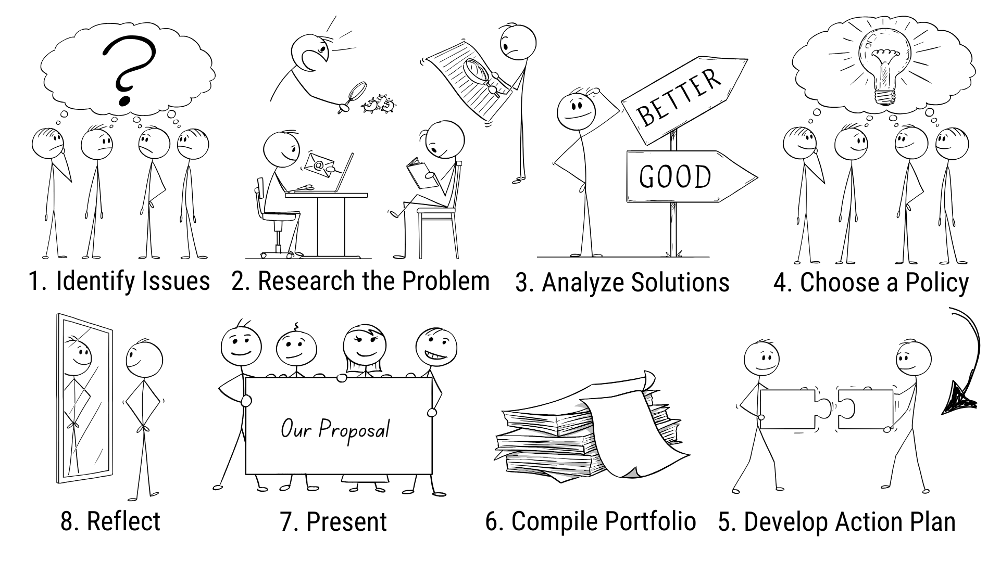 ?
BETTER
GOOD
@
1. Identify Issues
2. Research the Problem
3. Analyze Solutions
4. Choose a Policy
Our Proposal
8. Reflect
7. Present
6. Compile Portfolio
5. Develop Action Plan